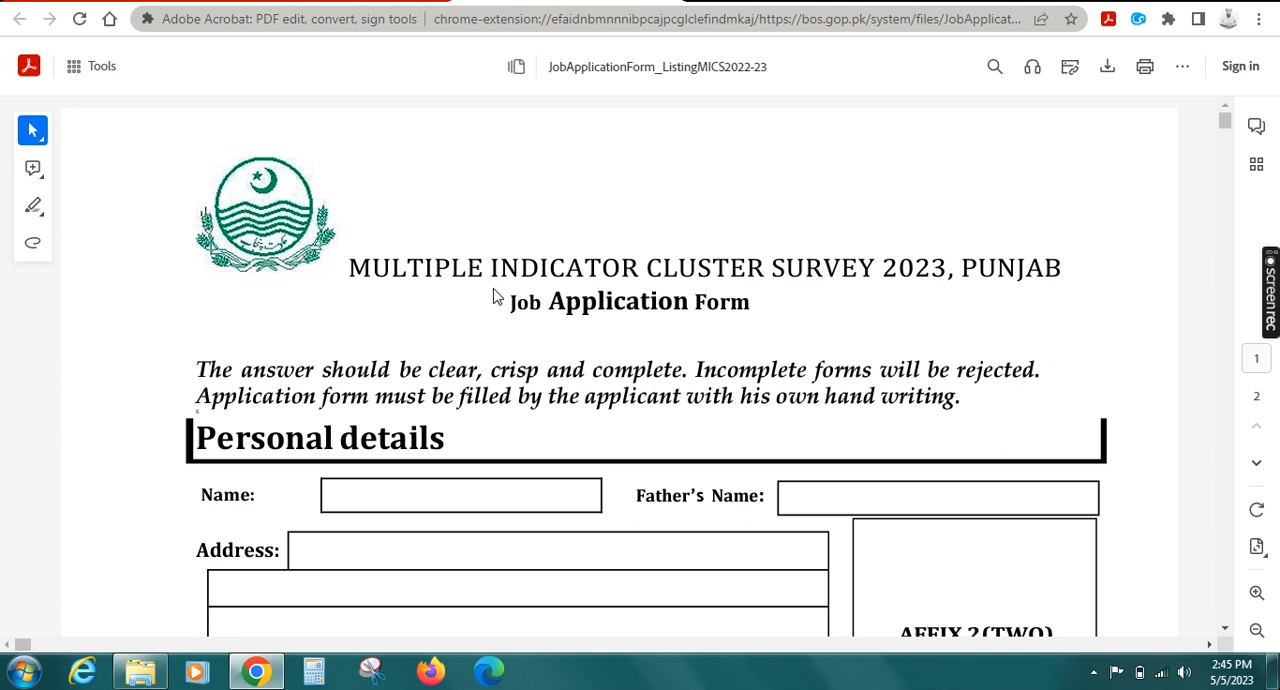 Adobe Acrobat: PDF edit, convert, sign tools | chrome-extension://efaidnbmnnnibpcajpcglclefindmkaj/https://bos.gop.pk/system/files/JobApplicat...
Tools
JobApplicationForm_ListingMICS2022-23
Sign in
MULTIPLE INDICATOR CLUSTER SURVEY 2023, PUNJAB
Job Application Form
The answer should be clear, crisp and complete. Incomplete forms will be rejected.
Application form must be filled by the applicant with his own hand writing.
Personal details
Name:
Father's Name:
Address:
AFFIX 2(TWO)
screenrec
1
2
2:45 PM
5/5/2023